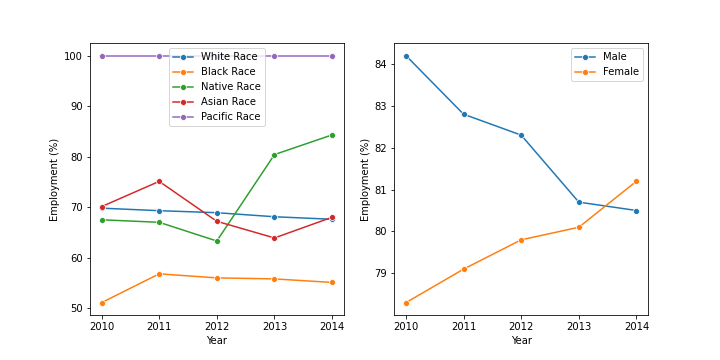 100
90
80
70
60
50
Employment (%)
2010 2011 2012 2013 2014
Year
White Race
Black Race
Native Race
Asian Race
Pacific Race
84
83
82
81
80
79
Employment (%)
2010 2011 2012 2013 2014
Year
Male
Female